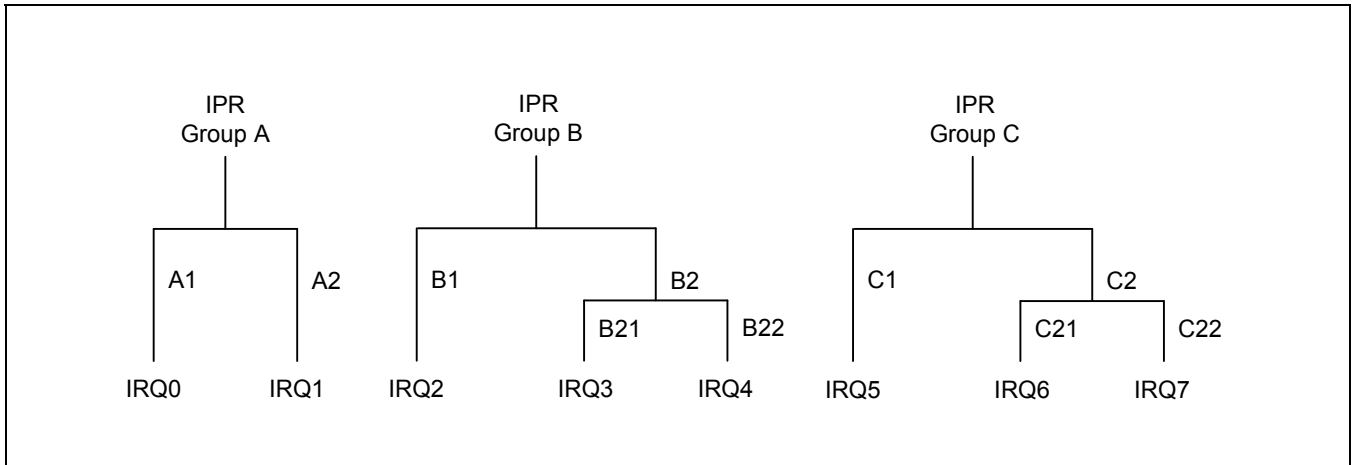 IPR
Group A
IPR
Group B
IPR
Group C
A1
A2
B1
B2
C1
C2
B21
B22
C21
C22
IRQ0
IRQ1
IRQ2
IRQ3
IRQ4
IRQ5
IRQ6
IRQ7